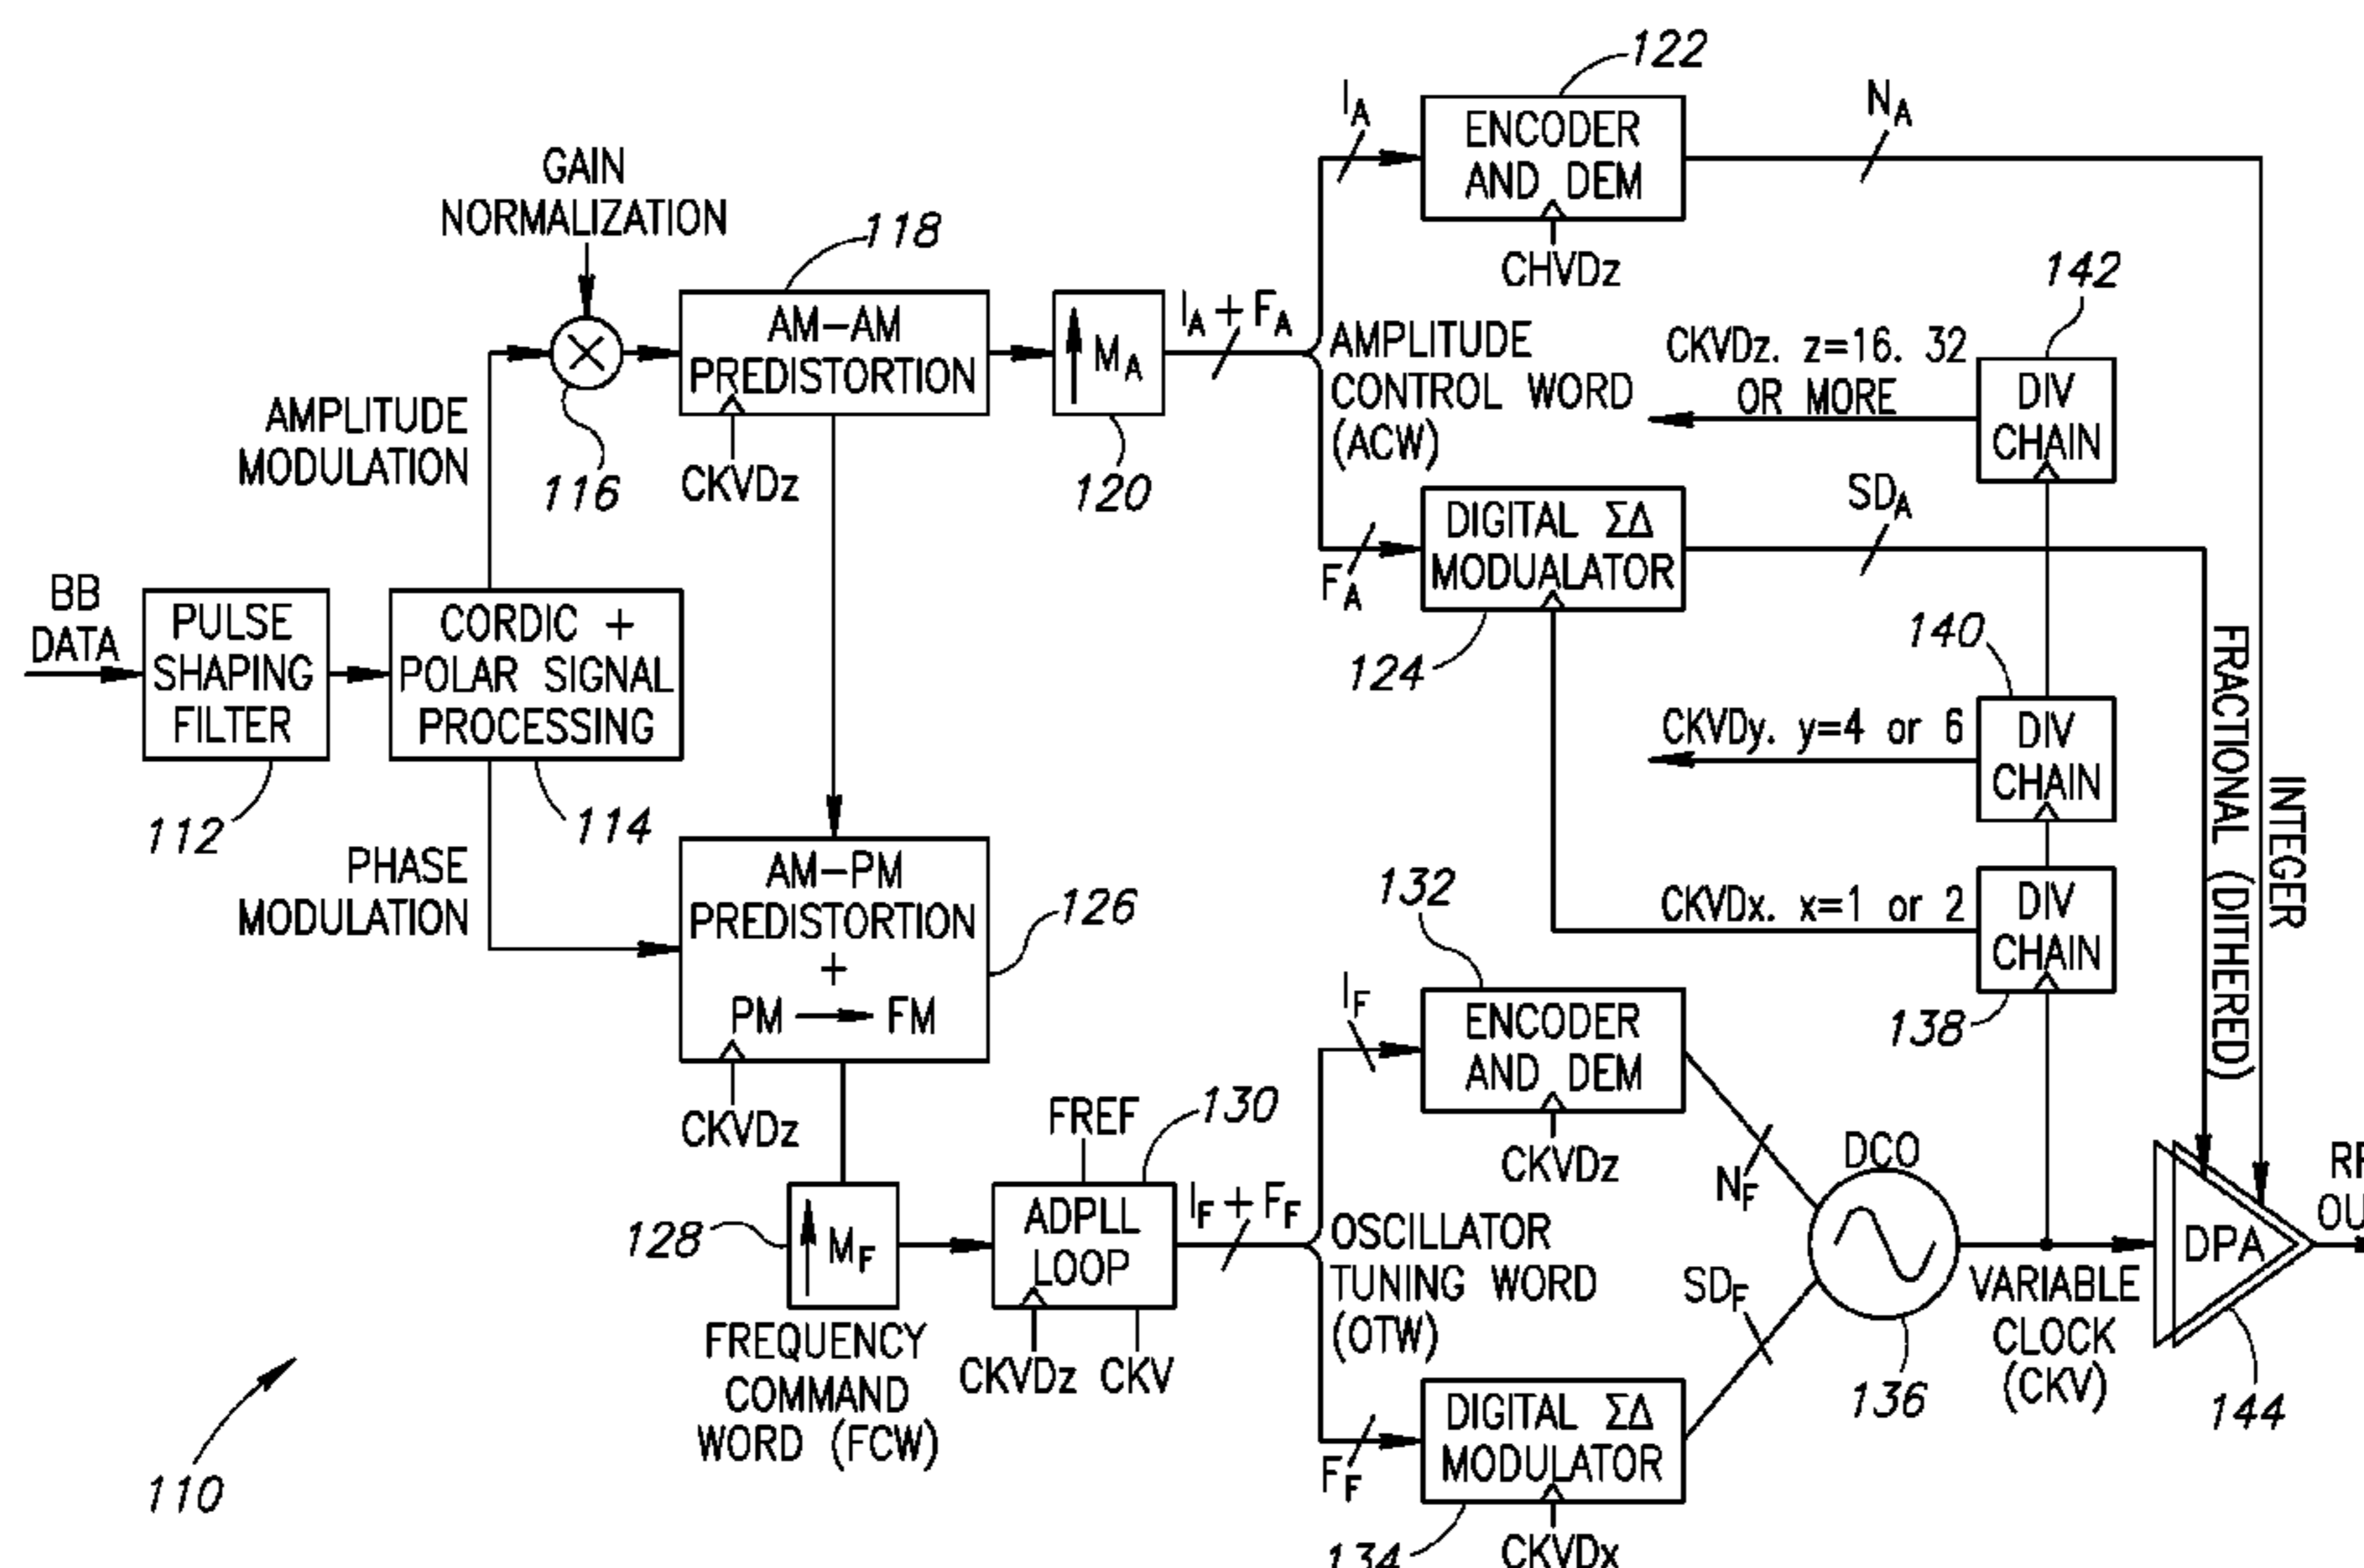 122
I_A
ENCODER
AND DEM
N_A
CHVDz
GAIN
NORMALIZATION
118
AM-AM
PREDISTORTION
CKVDz
M_A
120
I_A + F_A
AMPLITUDE
CONTROL WORD
(ACW)
142
CKVDz. z=16. 32
OR MORE
DIV
CHAIN
AMPLITUDE
MODULATION
116
F_A
DIGITAL ΣΔ
MODUALATOR
SD_A
124
BB
DATA
PULSE
SHAPING
FILTER
112
CORDIC +
POLAR SIGNAL
PROCESSING
114
140
CKVDy. y=4 or 6
DIV
CHAIN
FRACTIONAL (DITHERED)
INTEGER
PHASE
MODULATION
AM-PM
PREDISTORTION
+
PM → FM
126
CKVDz
132
CKVDx. x=1 or 2
DIV
CHAIN
138
I_F
ENCODER
AND DEM
CKVDz
N_F
FREF
130
128
M_F
FREQUENCY
COMMAND
WORD (FCW)
ADPLL
LOOP
CKVDz CKV
I_F + F_F
OSCILLATOR
TUNING WORD
(OTW)
DCO
136
SD_F
VARIABLE
CLOCK
(CKV)
DPA
144
F_F
DIGITAL ΣΔ
MODULATOR
134
CKVDx
110